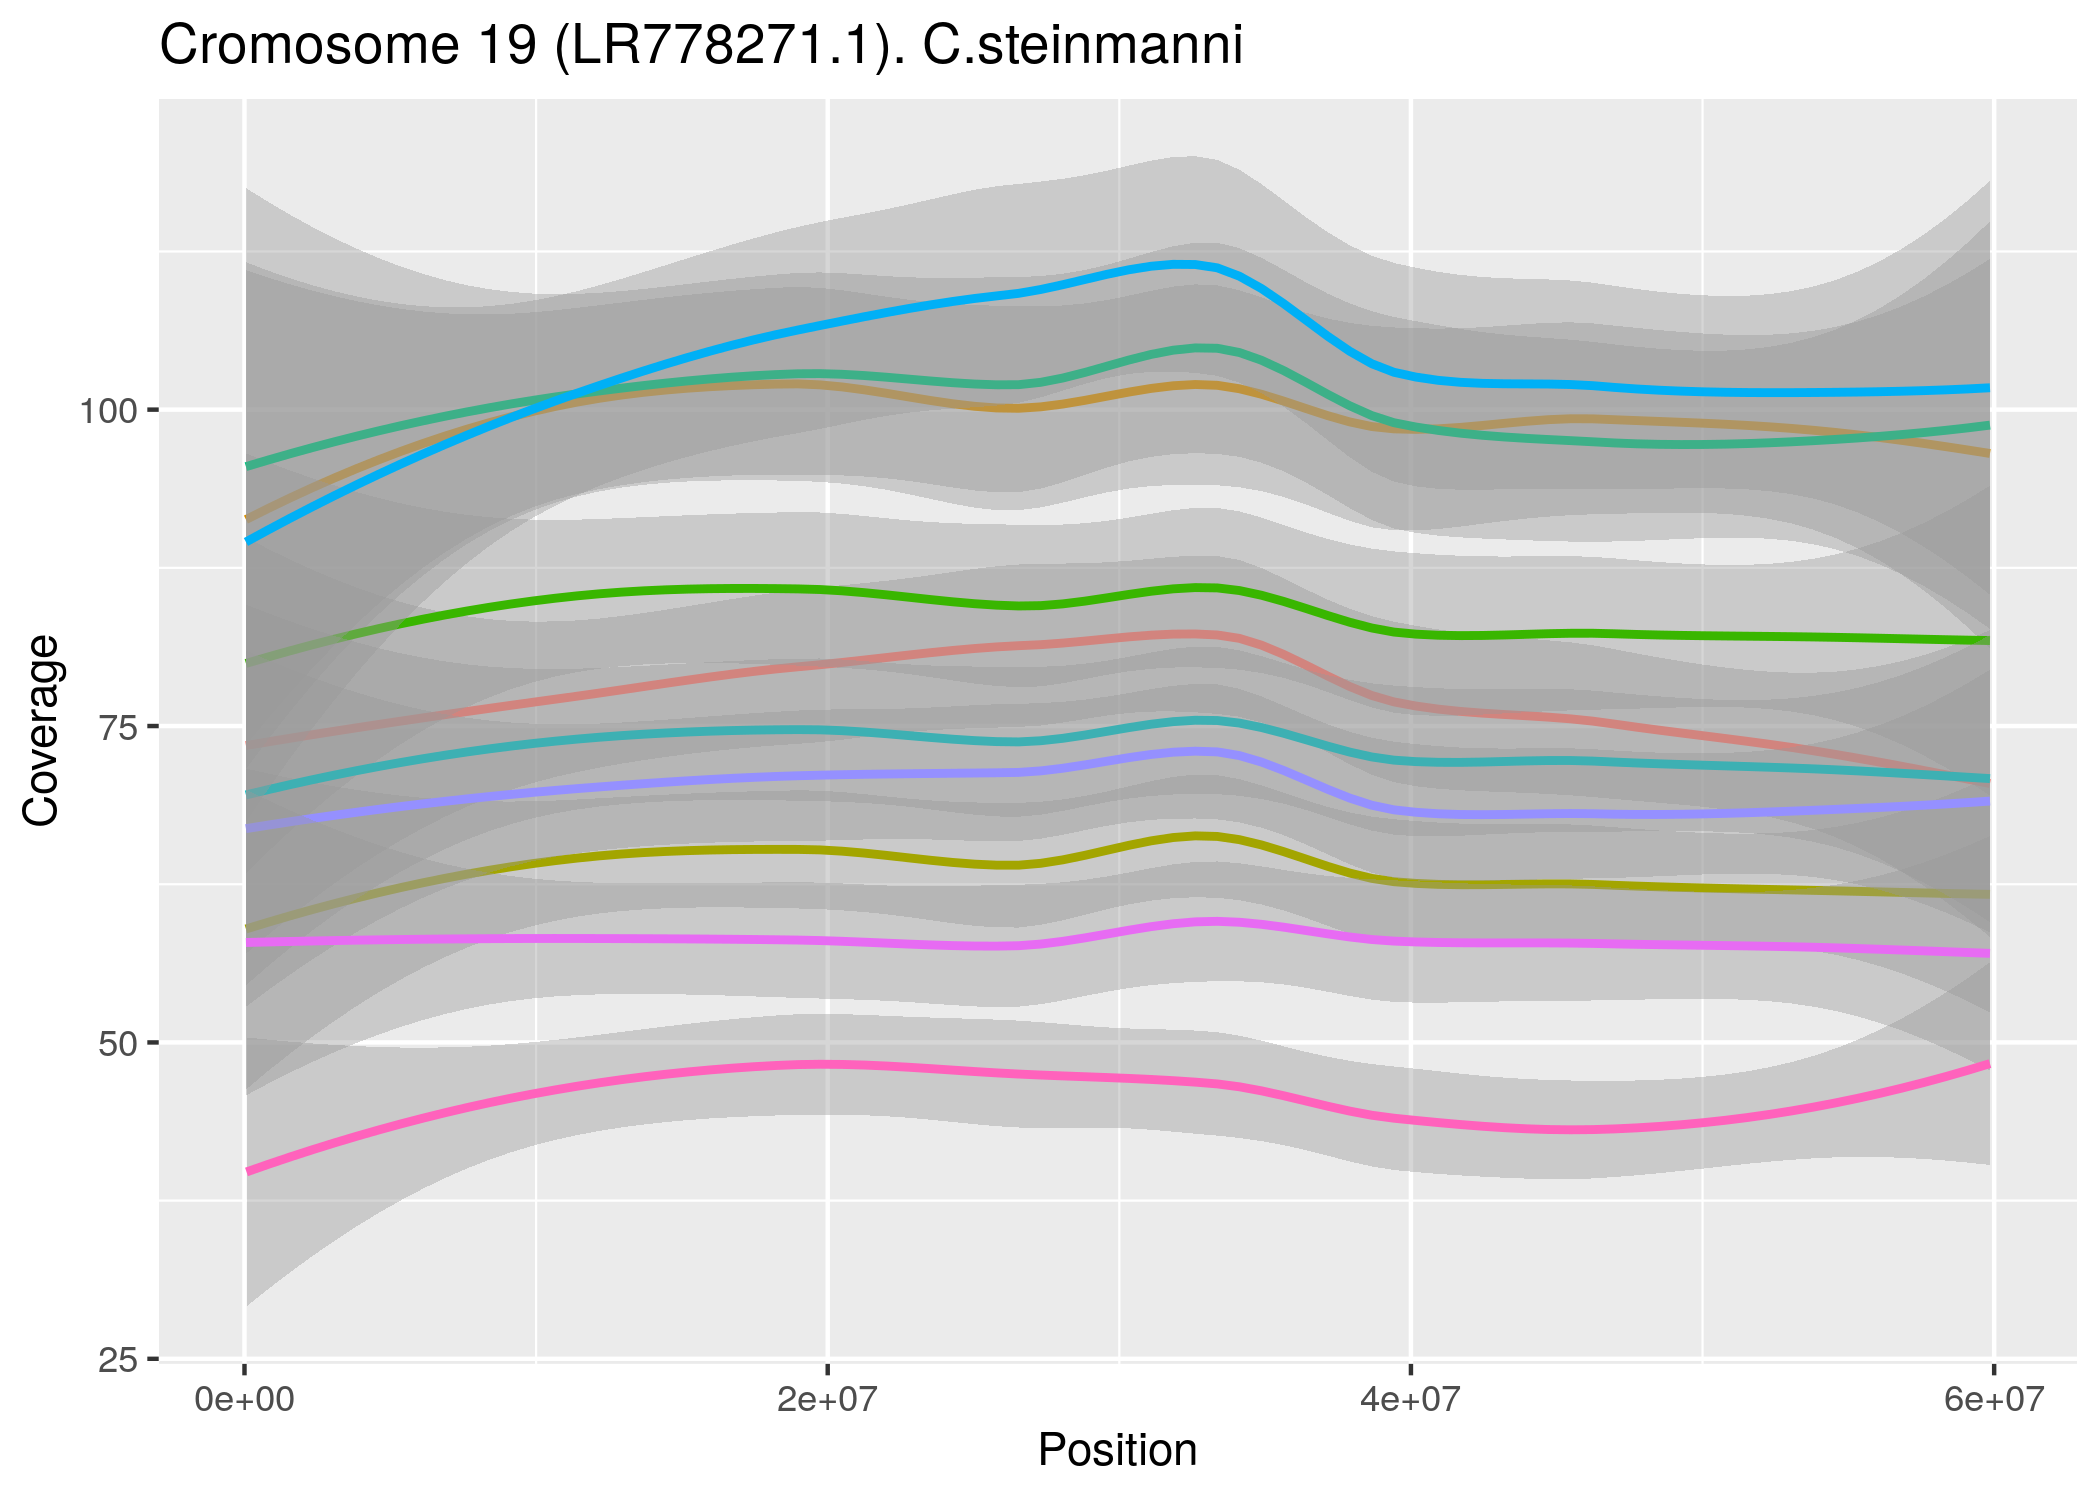 Cromosome 19 (LR778271.1). C.steinmanni
Coverage
100
75
50
25
0e+00
2e+07
4e+07
6e+07
Position